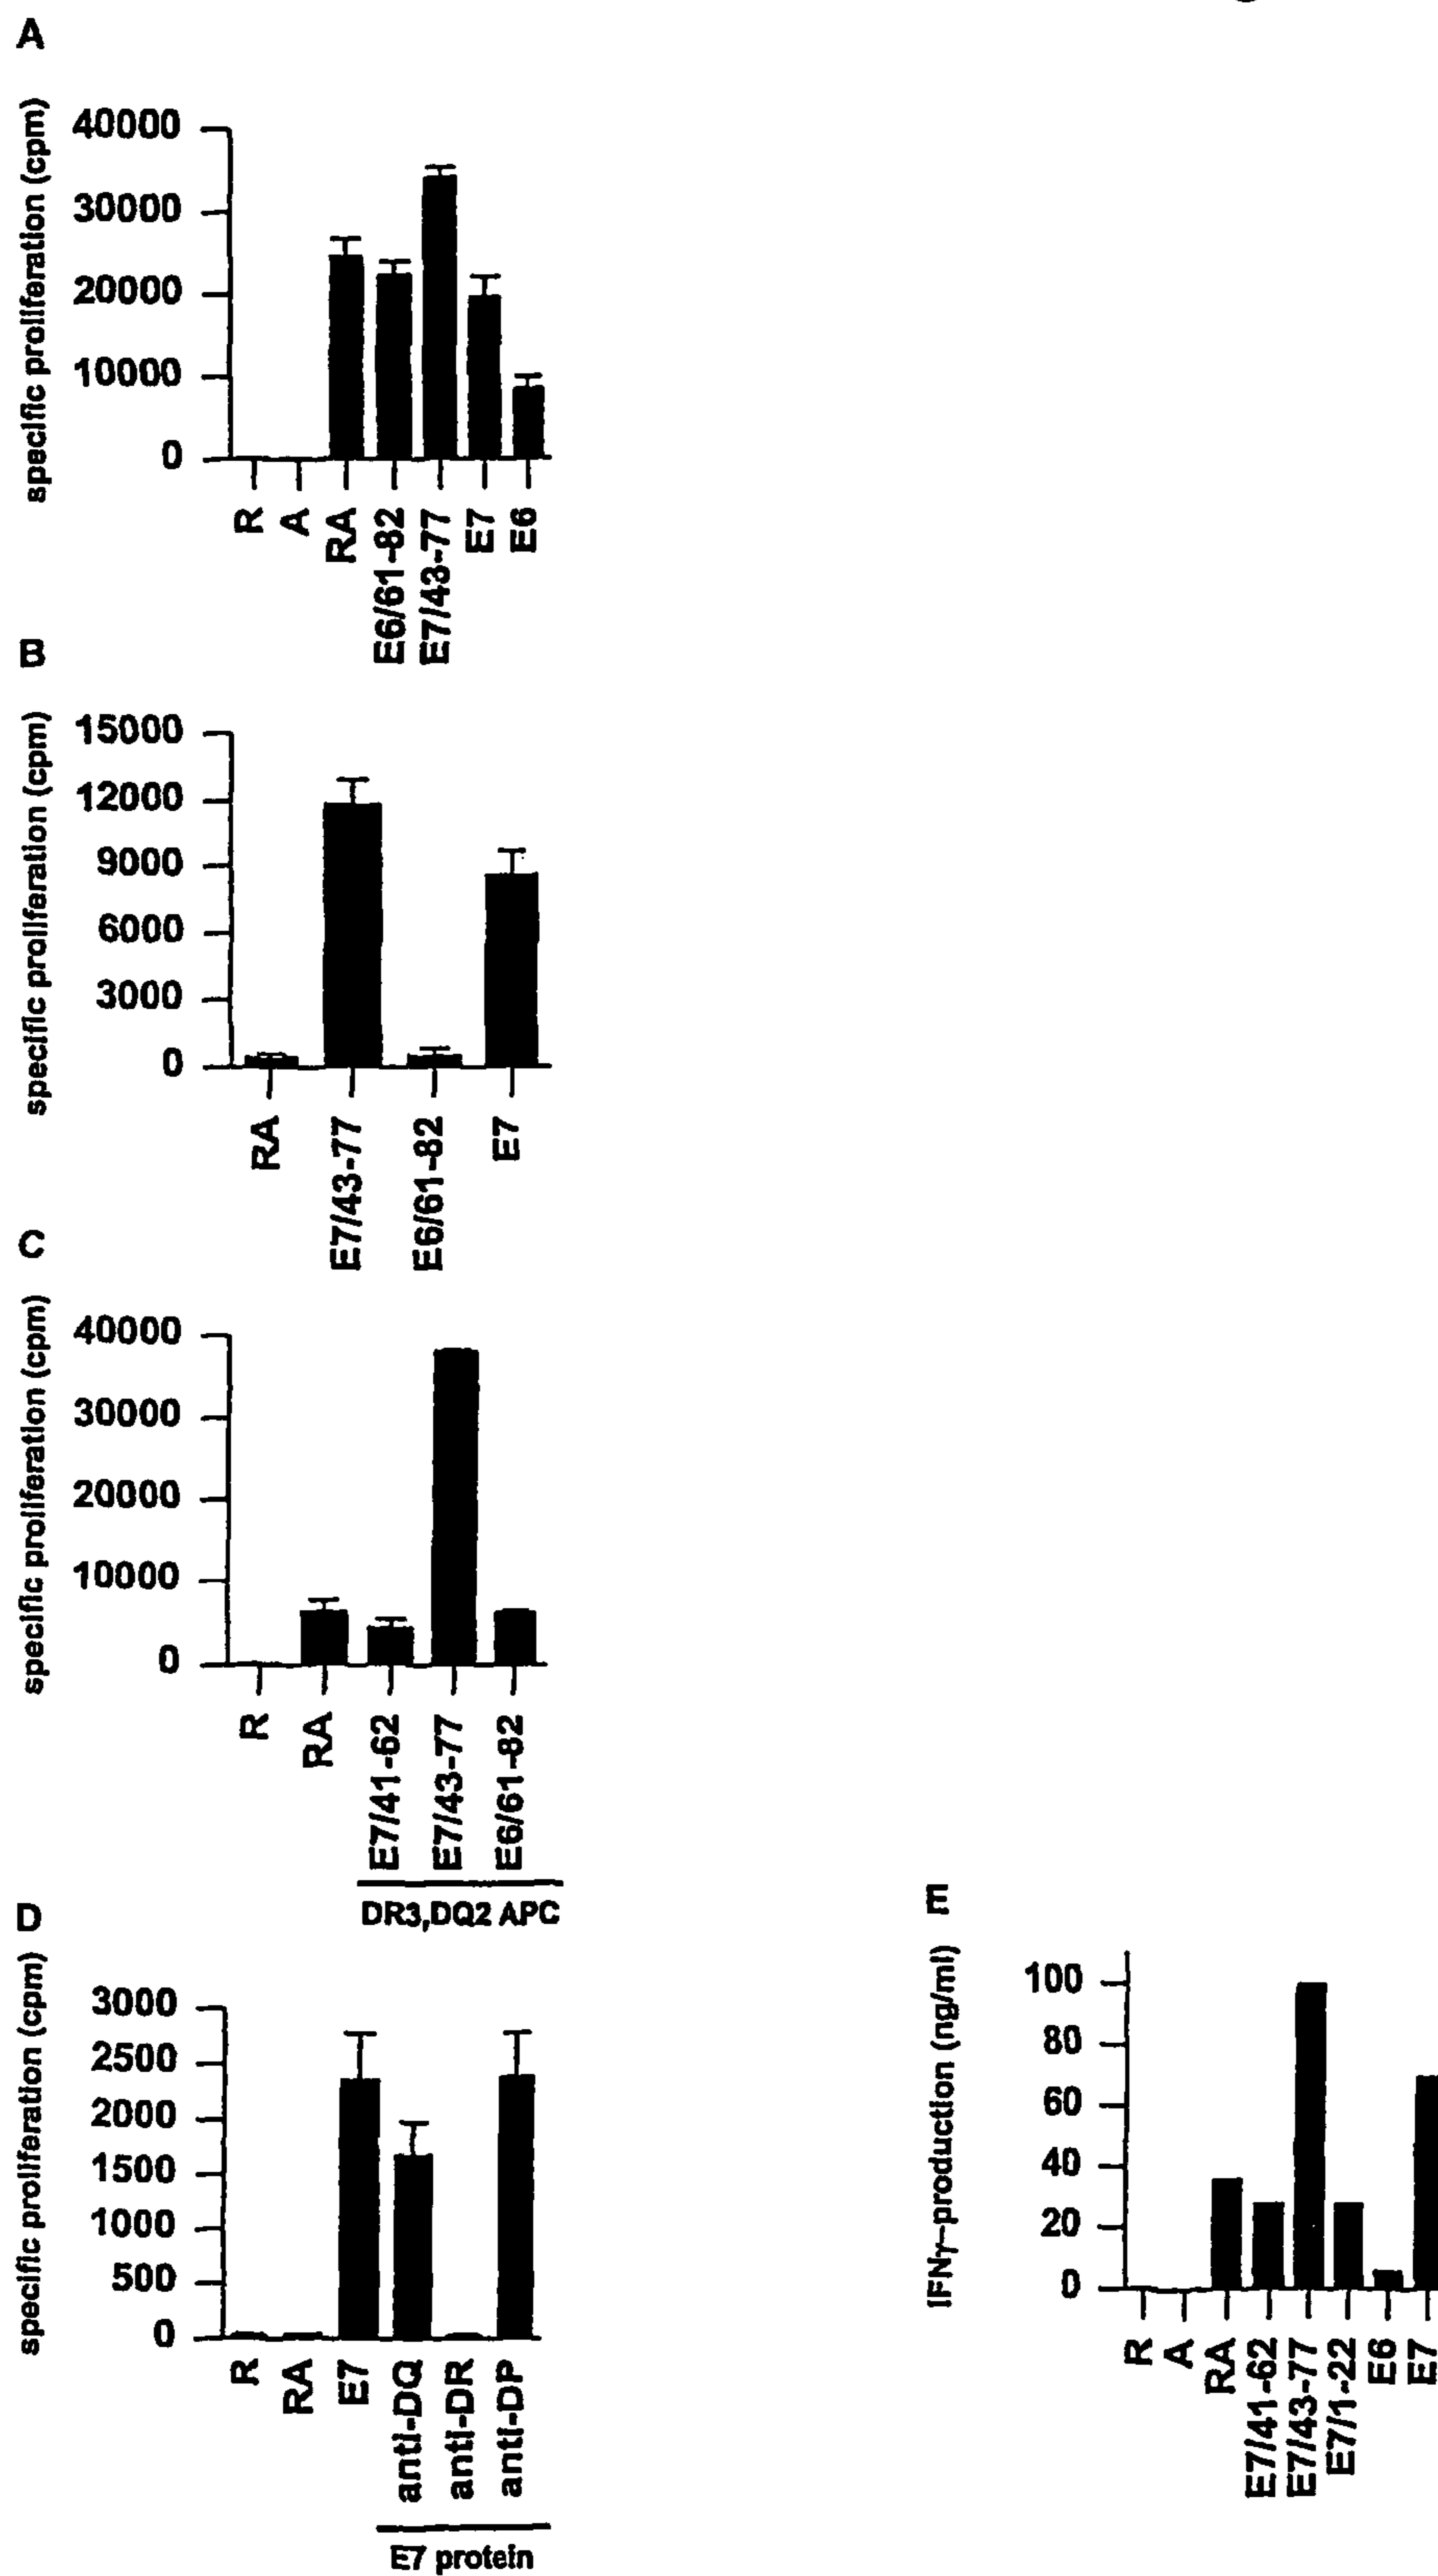 A
specific proliferation (cpm)
40000
30000
20000
10000
0
R
A
RA
E6/61-82
E7/43-77
E7
E6
B
specific proliferation (cpm)
15000
12000
9000
6000
3000
0
RA
E7/43-77
E6/61-82
E7
C
specific proliferation (cpm)
40000
30000
20000
10000
0
R
RA
E7/41-62
E7/43-77
E6/61-82
DR3,DQ2 APC
D
specific proliferation (cpm)
3000
2500
2000
1500
1000
500
0
R
RA
E7
anti-DQ
anti-DR
anti-DP
E7 protein
E
IFNγ-production (ng/ml)
100
80
60
40
20
0
R
A
RA
E7/41-62
E7/43-77
E7/1-22
E6
E7